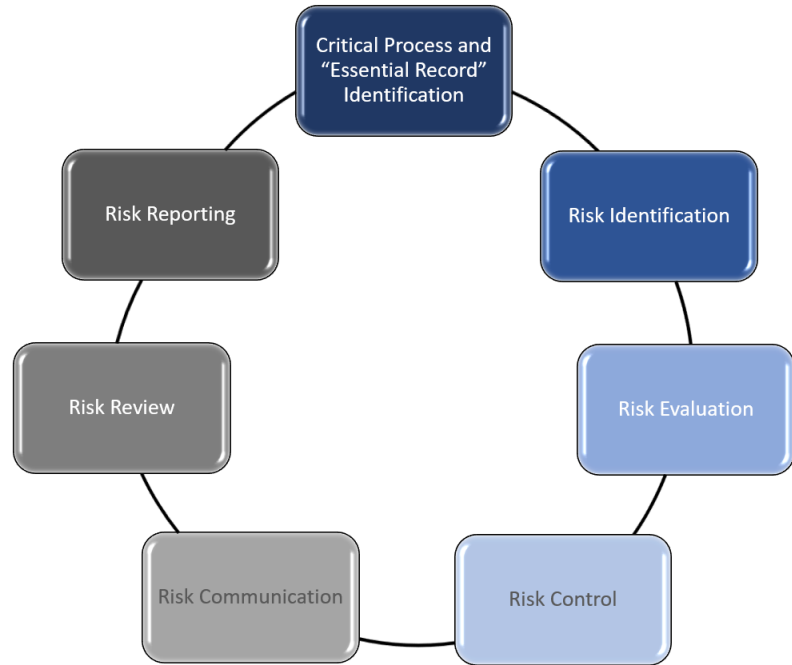 Critical Process and
“Essential Record”
Identification
Risk Identification
Risk Evaluation
Risk Control
Risk Communication
Risk Review
Risk Reporting